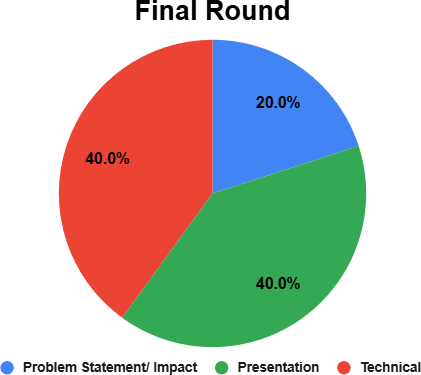 Final Round
20.0%
40.0%
40.0%
Problem Statement/ Impact Presentation Technical